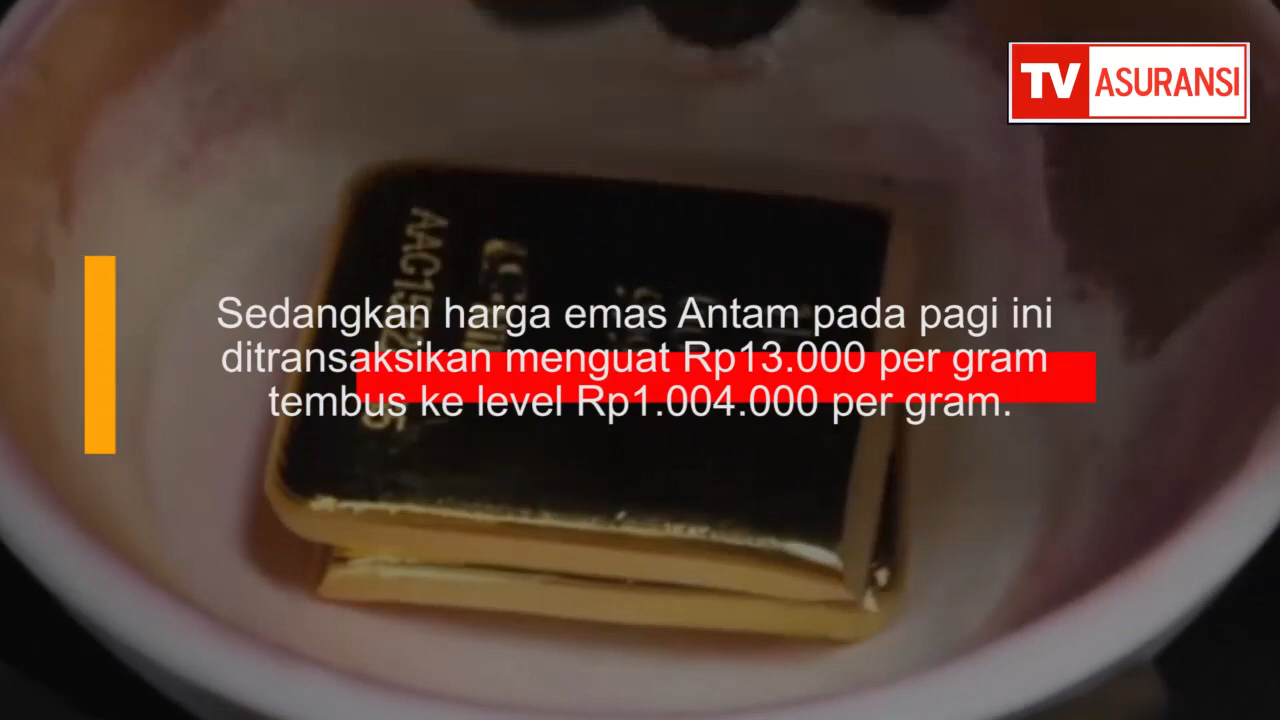 TV ASURANSI
Sedangkan harga emas Antam pada pagi ini
ditransaksikan menguat Rp13.000 per gram
tembus ke level Rp1.004.000 per gram.